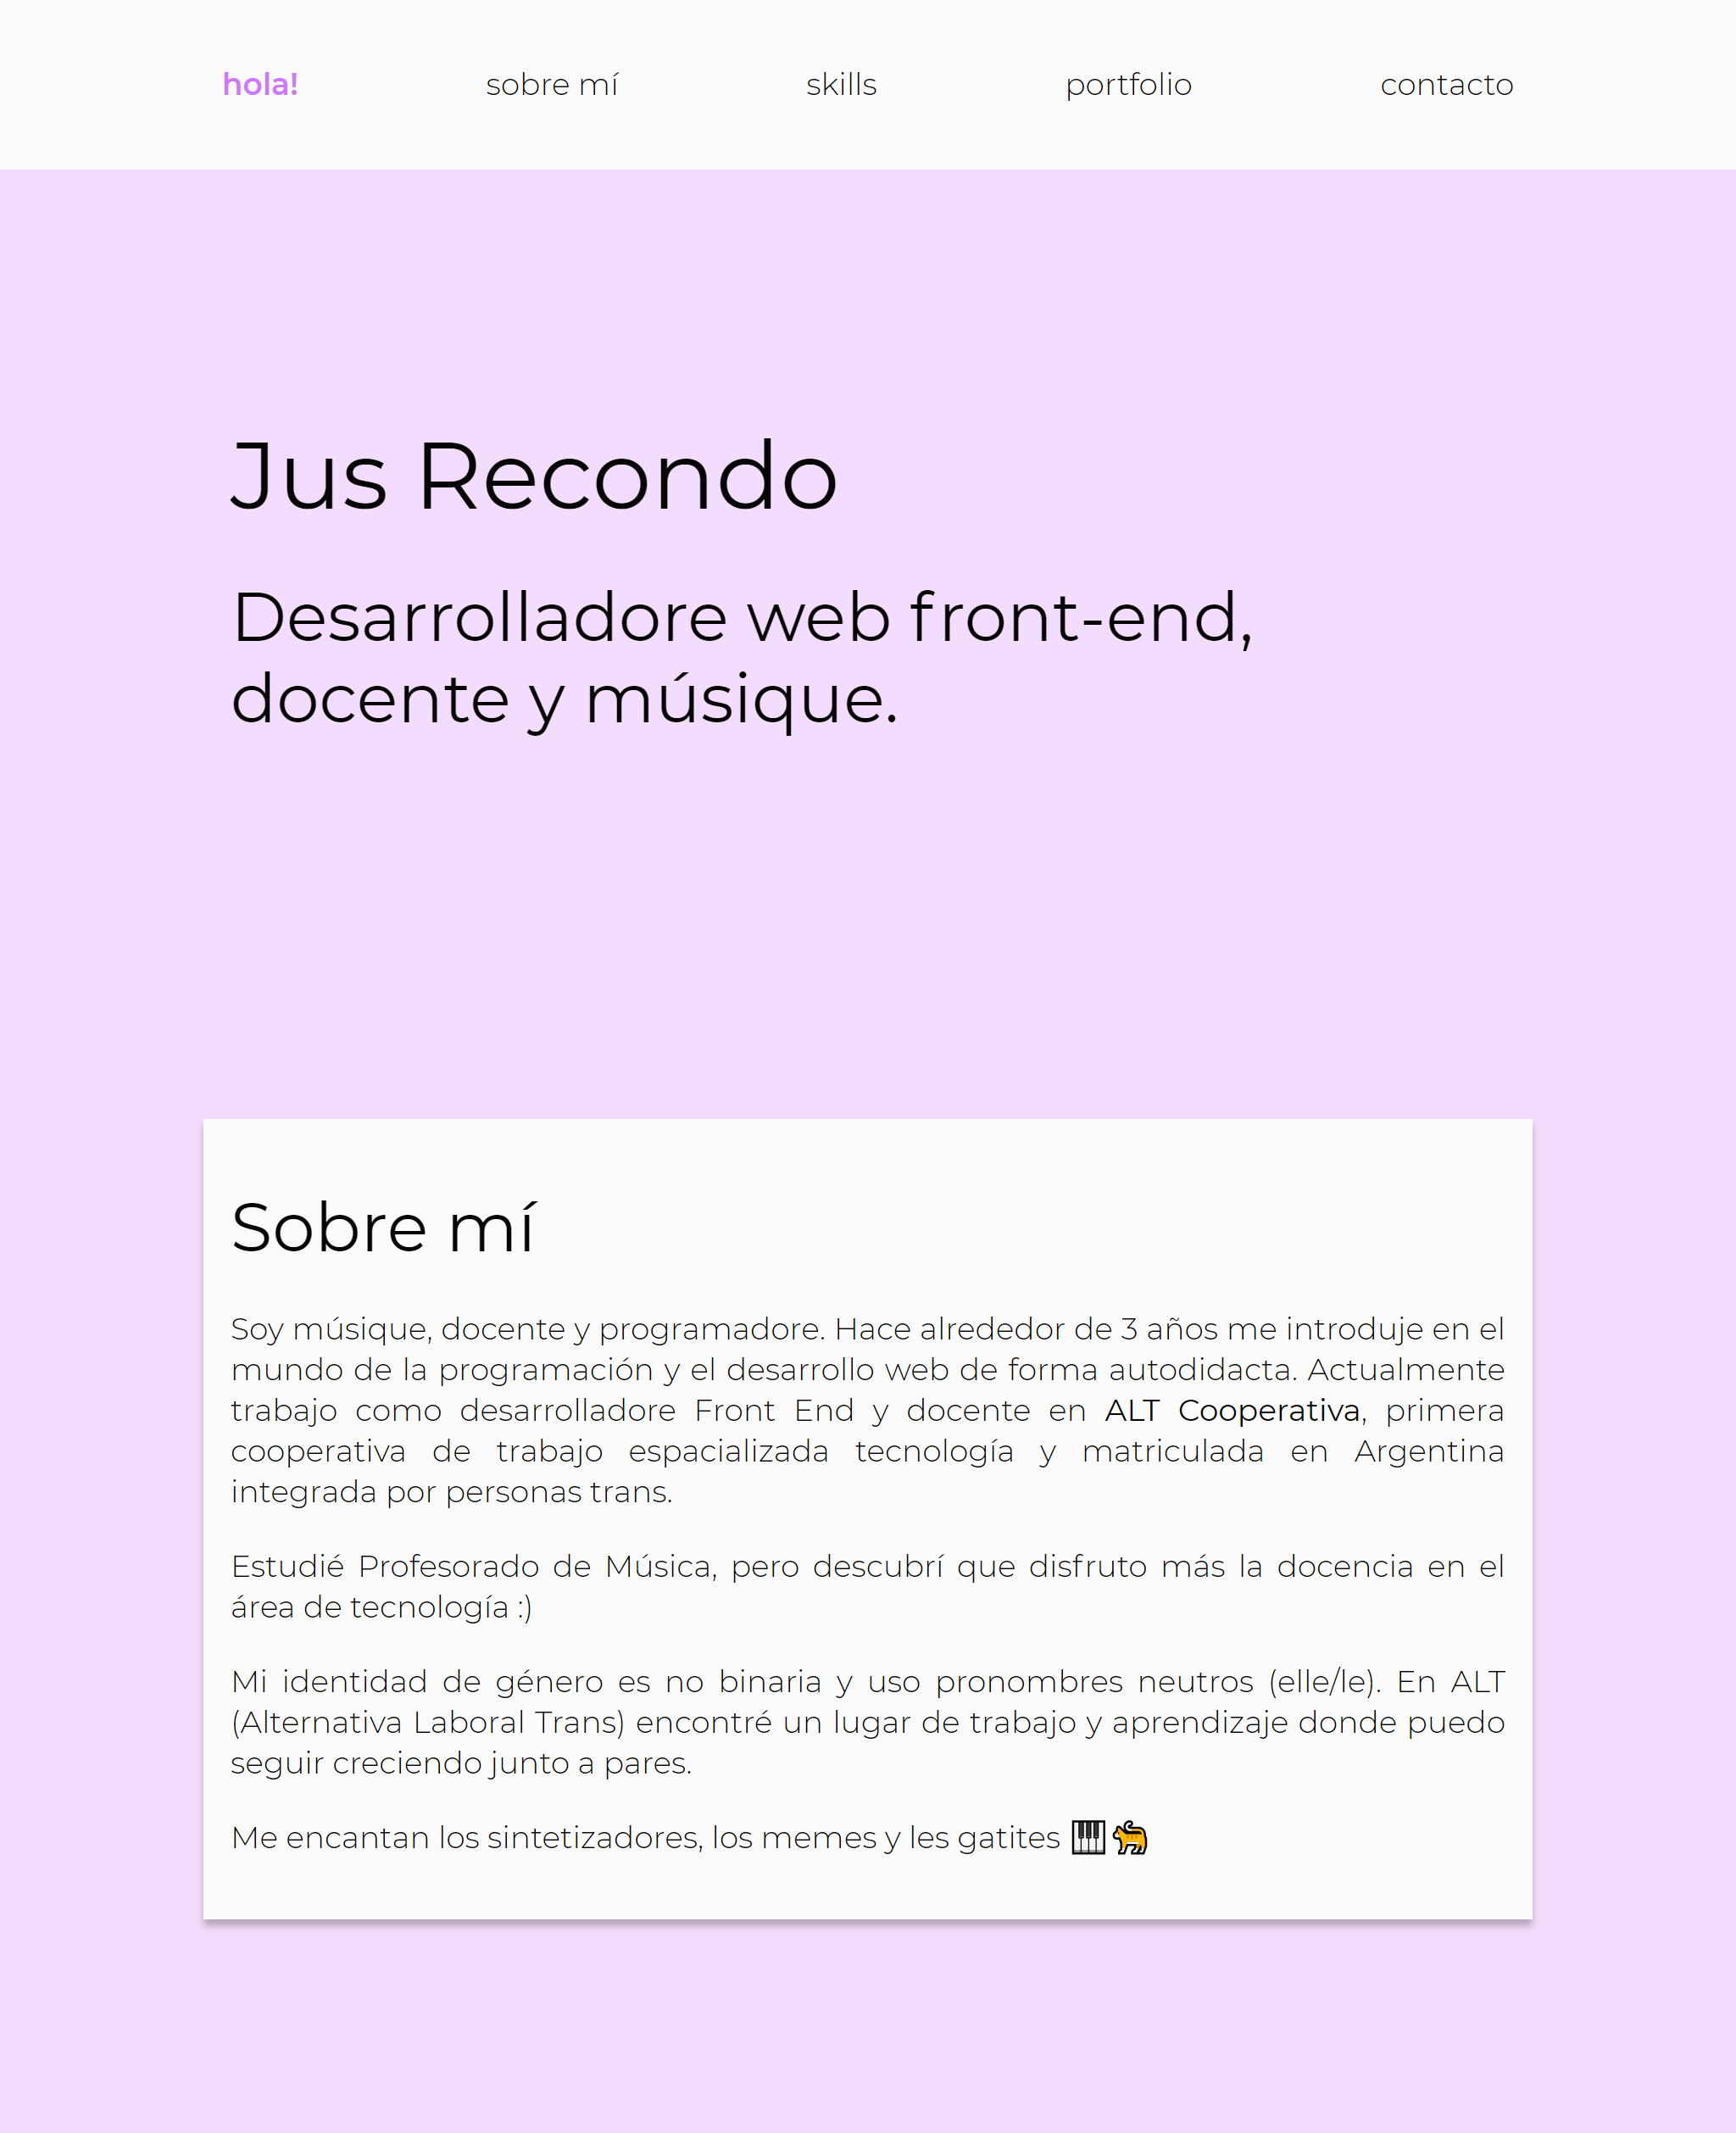 hola! sobre mí skills portfolio contacto
Jus Recondo
Desarrolladore web front-end,
docente y músique.
Sobre mí
Soy músique, docente y programadore. Hace alrededor de 3 años me introduje en el
mundo de la programación y el desarrollo web de forma autodidacta. Actualmente
trabajo como desarrolladore Front End y docente en ALT Cooperativa, primera
cooperativa de trabajo espacializada tecnología y matriculada en Argentina
integrada por personas trans.
Estudié Profesorado de Música, pero descubrí que disfruto más la docencia en el
área de tecnología :)
Mi identidad de género es no binaria y uso pronombres neutros (elle/le). En ALT
(Alternativa Laboral Trans) encontré un lugar de trabajo y aprendizaje donde puedo
seguir creciendo junto a pares.
Me encantan los sintetizadores, los memes y les gatites 🎹🐈